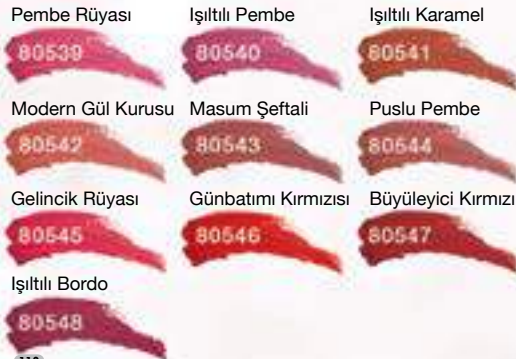 Pembe Rüyası Işıltılı Pembe Işıltılı Karamel
80539 80540 80541
Modern Gül Kurusu Masum Şeftali Puslu Pembe
80542 80543 80544
Gelincik Rüyası Günbatımı Kırmızısı Büyüleyici Kırmızı
80545 80546 80547
Işıltılı Bordo
80548